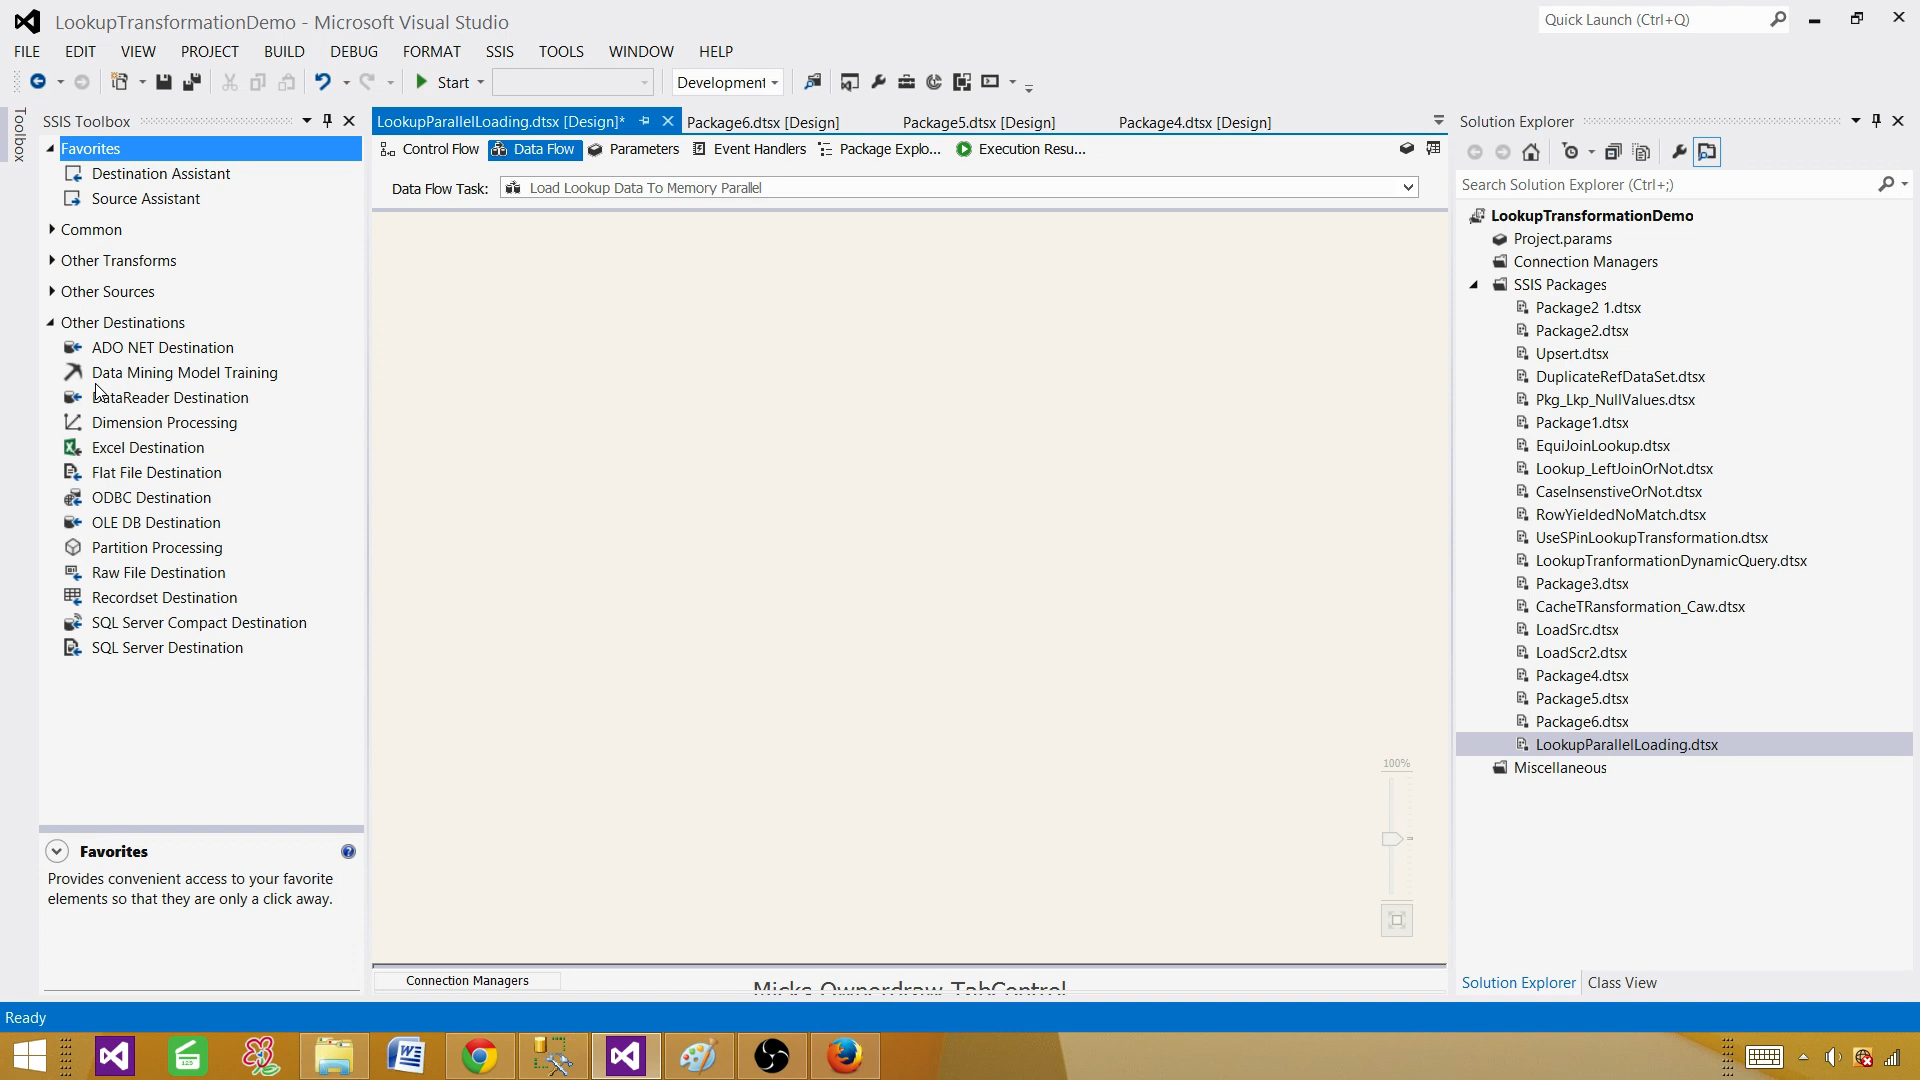 LookupTransformationDemo - Microsoft Visual Studio
Quick Launch (Ctrl+Q)
FILE EDIT VIEW PROJECT BUILD DEBUG FORMAT SSIS TOOLS WINDOW HELP
Start Development
Toolbox
SSIS Toolbox
Favorites
Destination Assistant
Source Assistant
Common
Other Transforms
Other Sources
Other Destinations
ADO NET Destination
Data Mining Model Training
DataReader Destination
Dimension Processing
Excel Destination
Flat File Destination
ODBC Destination
OLE DB Destination
Partition Processing
Raw File Destination
Recordset Destination
SQL Server Compact Destination
SQL Server Destination
Favorites
Provides convenient access to your favorite
elements so that they are only a click away.
LookupParallelLoading.dtsx [Design]* Package6.dtsx [Design] Package5.dtsx [Design] Package4.dtsx [Design]
Control Flow Data Flow Parameters Event Handlers Package Explo... Execution Resu...
Data Flow Task: Load Lookup Data To Memory Parallel
100%
Connection Managers
Micks Ownerdraw TabControl
Solution Explorer
Search Solution Explorer (Ctrl+;)
LookupTransformationDemo
Project.params
Connection Managers
SSIS Packages
Package2 1.dtsx
Package2.dtsx
Upsert.dtsx
DuplicateRefDataSet.dtsx
Pkg_Lkp_NullValues.dtsx
Package1.dtsx
EquiJoinLookup.dtsx
Lookup_LeftJoinOrNot.dtsx
CaseInsenstiveOrNot.dtsx
RowYieldedNoMatch.dtsx
UseSPinLookupTransformation.dtsx
LookupTranformationDynamicQuery.dtsx
Package3.dtsx
CacheTRansformation_Caw.dtsx
LoadSrc.dtsx
LoadScr2.dtsx
Package4.dtsx
Package5.dtsx
Package6.dtsx
LookupParallelLoading.dtsx
Miscellaneous
Solution Explorer Class View
Ready